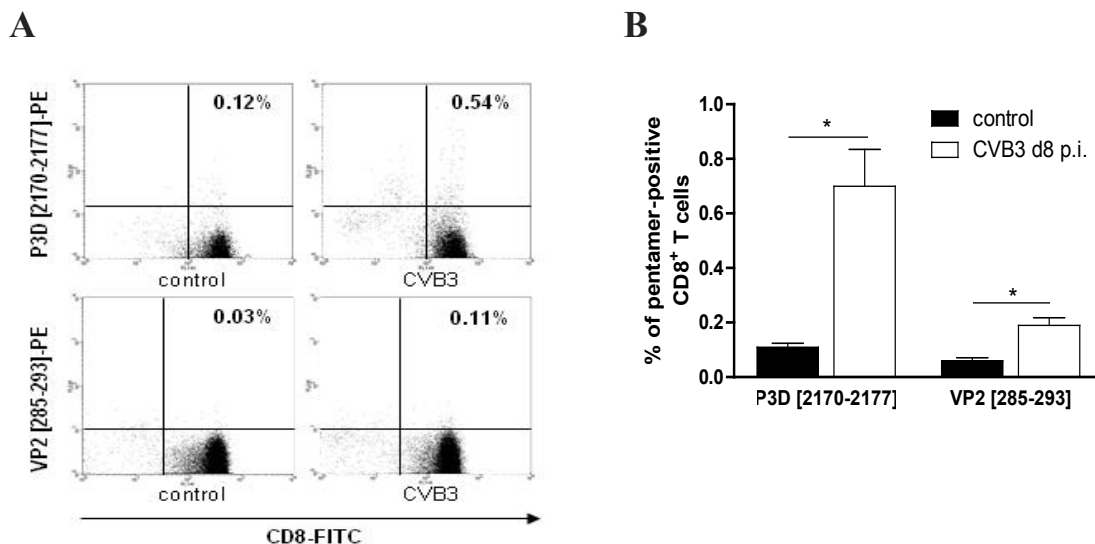 A
P3D [2170-2177]-PE
0.12%
0.54%
control
CVB3
VP2 [285-293]-PE
0.03%
0.11%
control
CVB3
CD8-FITC
B
% of pentamer-positive
CD8⁺ T cells
1.0
0.8
0.6
0.4
0.2
0.0
*
*
control
CVB3 d8 p.i.
P3D [2170-2177]
VP2 [285-293]